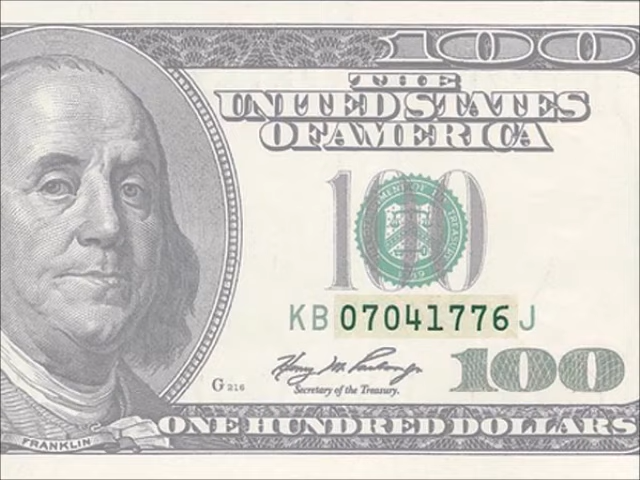 100
THE
UNITED STATES
OF AMERICA
100
KB 07041776 J
G 216
Secretary of the Treasury.
100
FRANKLIN
ONE HUNDRED DOLLARS